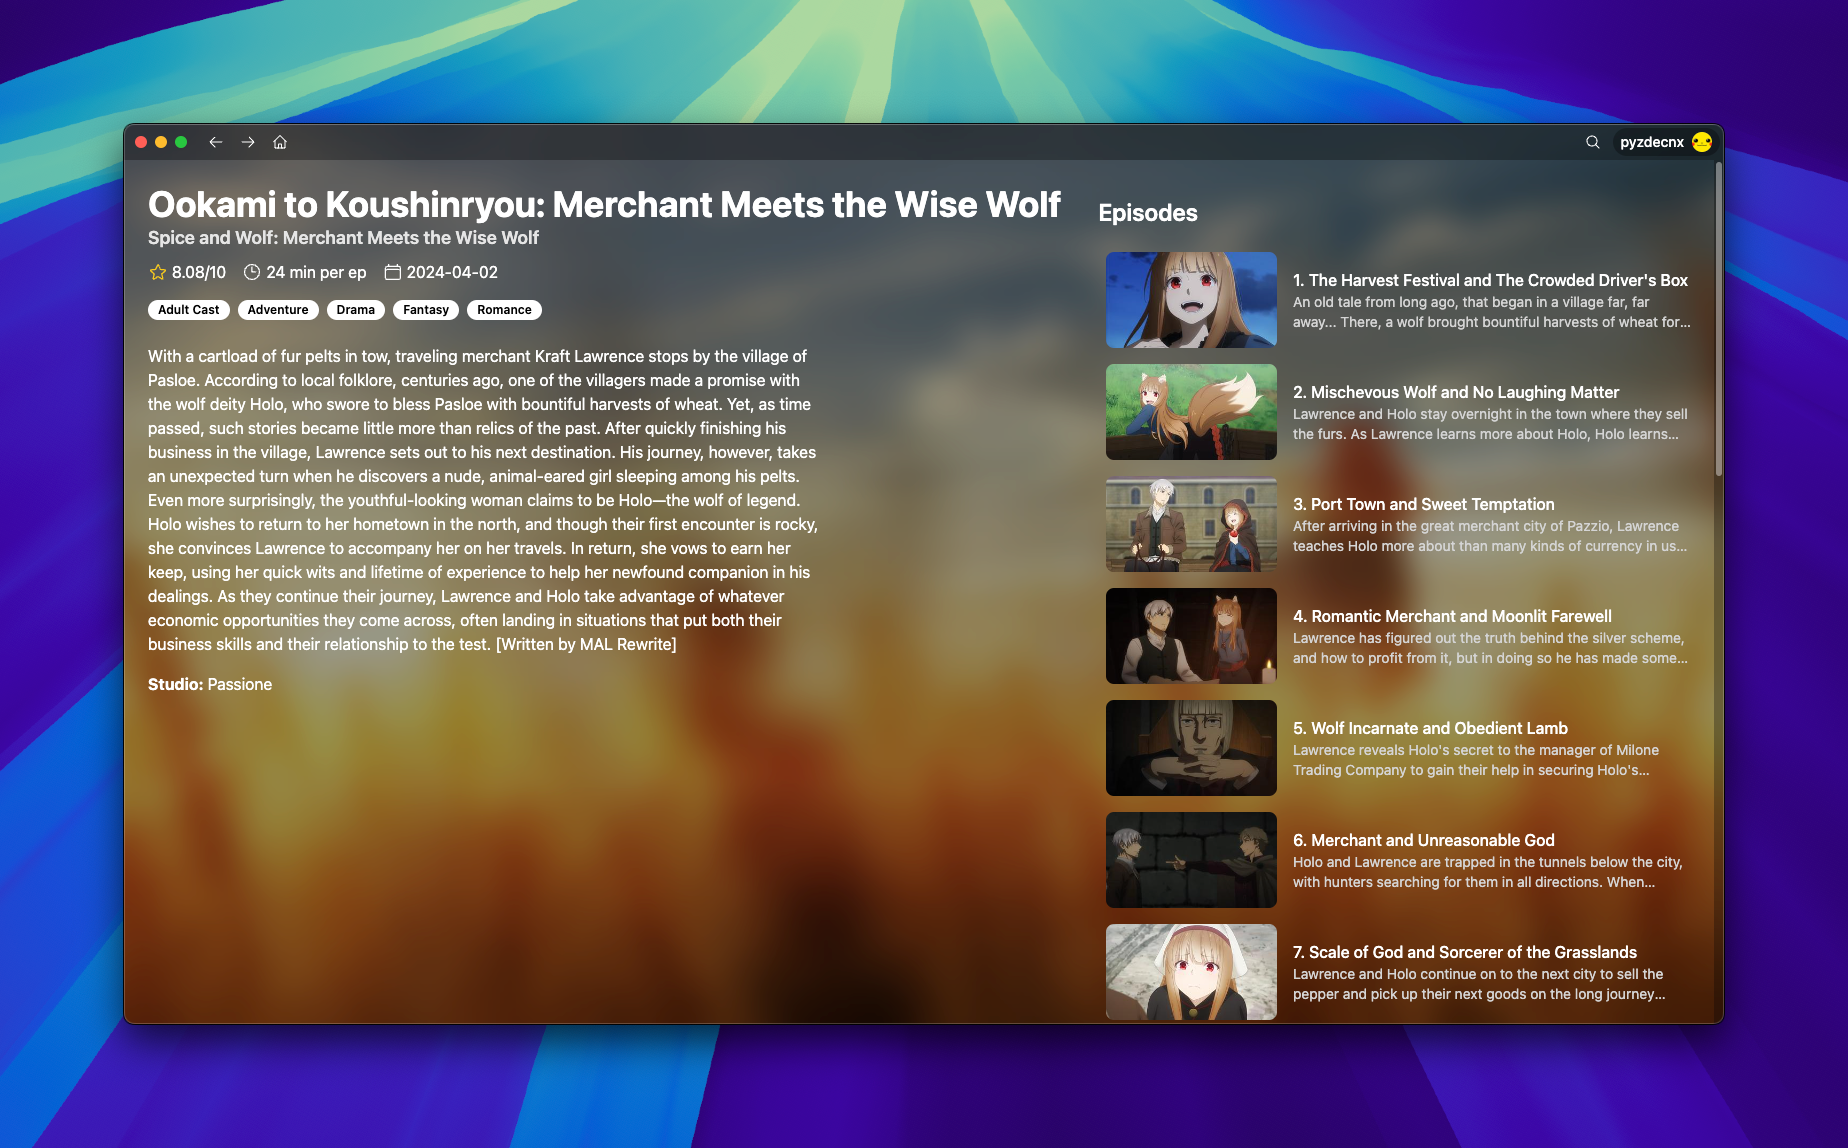 pyzdecnx
Ookami to Koushinryou: Merchant Meets the Wise Wolf
Spice and Wolf: Merchant Meets the Wise Wolf
8.08/10 24 min per ep 2024-04-02
Adult Cast Adventure Drama Fantasy Romance
With a cartload of fur pelts in tow, traveling merchant Kraft Lawrence stops by the village of
Pasloe. According to local folklore, centuries ago, one of the villagers made a promise with
the wolf deity Holo, who swore to bless Pasloe with bountiful harvests of wheat. Yet, as time
passed, such stories became little more than relics of the past. After quickly finishing his
business in the village, Lawrence sets out to his next destination. His journey, however, takes
an unexpected turn when he discovers a nude, animal-eared girl sleeping among his pelts.
Even more surprisingly, the youthful-looking woman claims to be Holo—the wolf of legend.
Holo wishes to return to her hometown in the north, and though their first encounter is rocky,
she convinces Lawrence to accompany her on her travels. In return, she vows to earn her
keep, using her quick wits and lifetime of experience to help her newfound companion in his
dealings. As they continue their journey, Lawrence and Holo take advantage of whatever
economic opportunities they come across, often landing in situations that put both their
business skills and their relationship to the test. [Written by MAL Rewrite]
Studio: Passione
Episodes
1. The Harvest Festival and The Crowded Driver's Box
An old tale from long ago, that began in a village far, far
away... There, a wolf brought bountiful harvests of wheat for...
2. Mischevous Wolf and No Laughing Matter
Lawrence and Holo stay overnight in the town where they sell
the furs. As Lawrence learns more about Holo, Holo learns...
3. Port Town and Sweet Temptation
After arriving in the great merchant city of Pazzio, Lawrence
teaches Holo more about than many kinds of currency in us...
4. Romantic Merchant and Moonlit Farewell
Lawrence has figured out the truth behind the silver scheme,
and how to profit from it, but in doing so he has made some...
5. Wolf Incarnate and Obedient Lamb
Lawrence reveals Holo's secret to the manager of Milone
Trading Company to gain their help in securing Holo's...
6. Merchant and Unreasonable God
Holo and Lawrence are trapped in the tunnels below the city,
with hunters searching for them in all directions. When...
7. Scale of God and Sorcerer of the Grasslands
Lawrence and Holo continue on to the next city to sell the
pepper and pick up their next goods on the long journey...